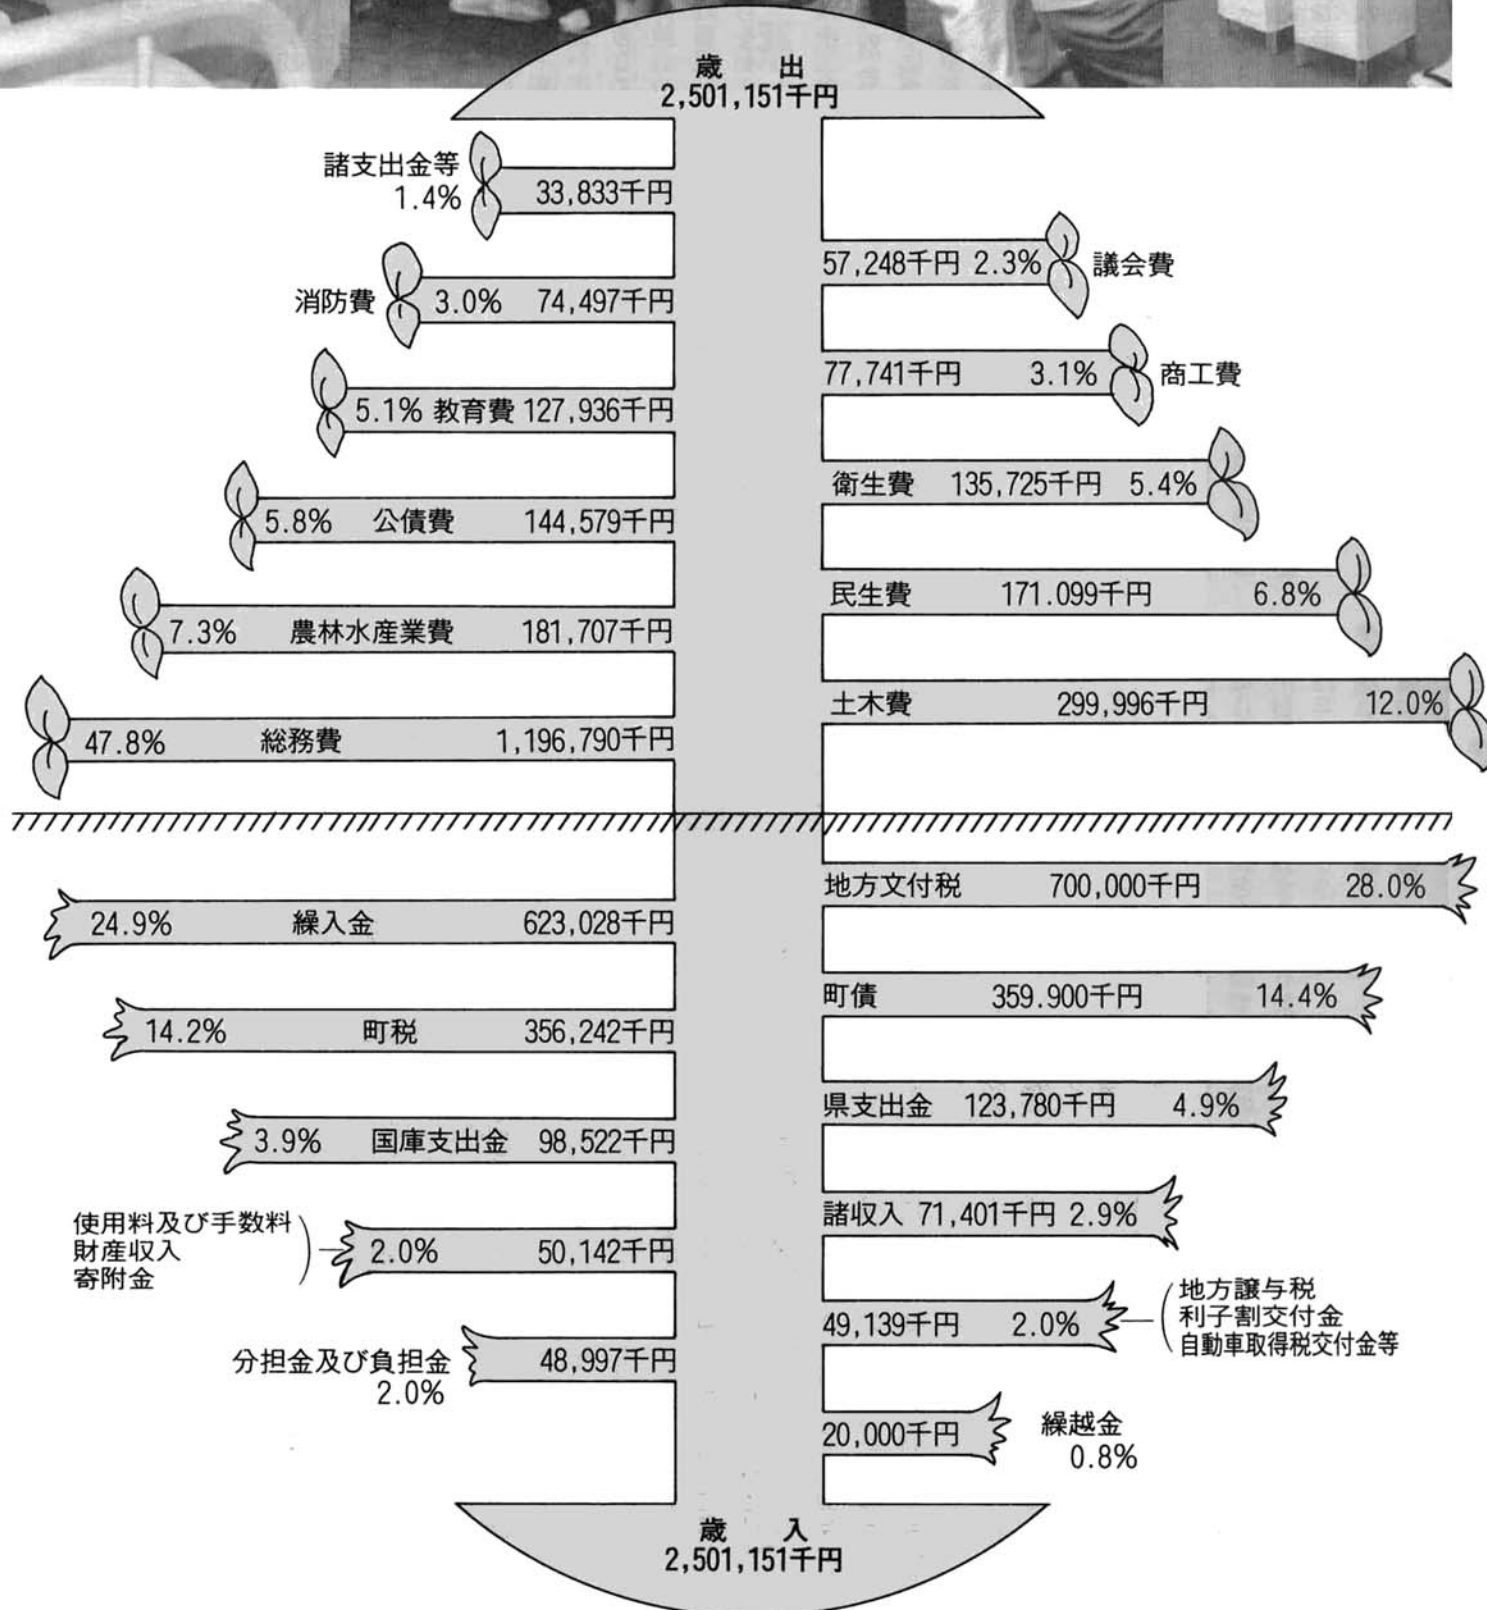 歳 出
2,501,151千円
諸支出金等
1.4%
33,833千円
57,248千円 2.3%
議会費
消防費
3.0% 74,497千円
77,741千円 3.1%
商工費
5.1% 教育費 127,936千円
衛生費 135,725千円 5.4%
5.8% 公債費 144,579千円
民生費 171.099千円 6.8%
7.3% 農林水産業費 181,707千円
土木費 299,996千円 12.0%
47.8% 総務費 1,196,790千円
地方文付税 700,000千円 28.0%
24.9% 繰入金 623,028千円
町債 359.900千円 14.4%
14.2% 町税 356,242千円
県支出金 123,780千円 4.9%
3.9% 国庫支出金 98,522千円
諸収入 71,401千円 2.9%
使用料及び手数料
財産収入
寄附金
2.0% 50,142千円
49,139千円 2.0%
地方譲与税
利子割交付金
自動車取得税交付金等
分担金及び負担金
2.0%
48,997千円
20,000千円
繰越金
0.8%
歳 入
2,501,151千円